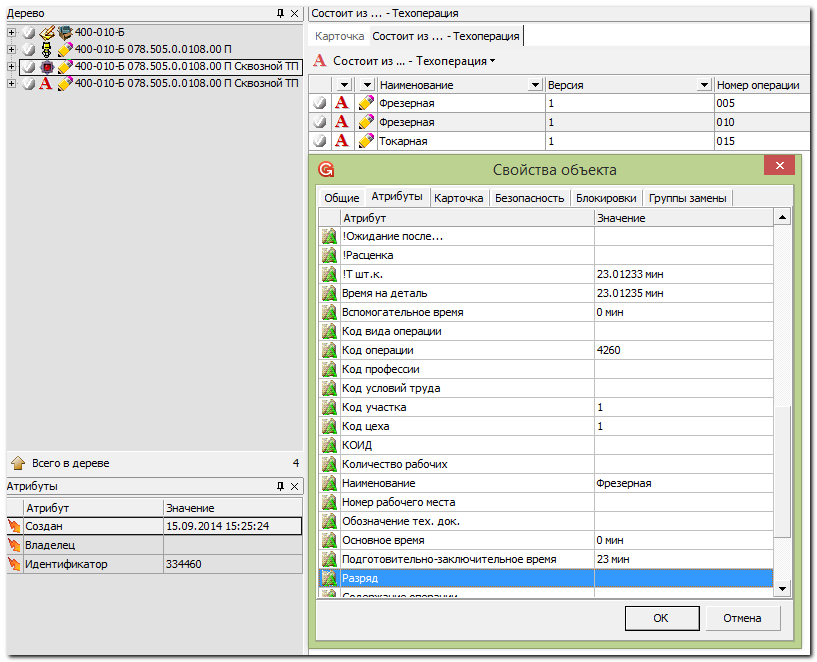 Дерево
400-010-Б
400-010-Б 078.505.0.0108.00 П
400-010-Б 078.505.0.0108.00 П Сквозной ТП
400-010-Б 078.505.0.0108.00 П Сквозной ТП
Всего в дереве 4
Атрибуты
Атрибут Значение
Создан 15.09.2014 15:25:24
Владелец
Идентификатор 334460
Состоит из ... - Техоперация
Карточка Состоит из ... - Техоперация
А Состоит из ... - Техоперация
Наименование Версия Номер операции
А Фрезерная 1 005
А Фрезерная 1 010
А Токарная 1 015
Свойства объекта
Общие Атрибуты Карточка Безопасность Блокировки Группы замены
Атрибут Значение
!Ожидание после...
!Расценка
!Т шт.к. 23.01233 мин
Время на деталь 23.01235 мин
Вспомогательное время 0 мин
Код вида операции
Код операции 4260
Код профессии
Код условий труда
Код участка 1
Код цеха 1
КОИД
Количество рабочих
Наименование Фрезерная
Номер рабочего места
Обозначение тех. док.
Основное время 0 мин
Подготовительно-заключительное время 23 мин
Разряд
Содержание операции
ОК Отмена